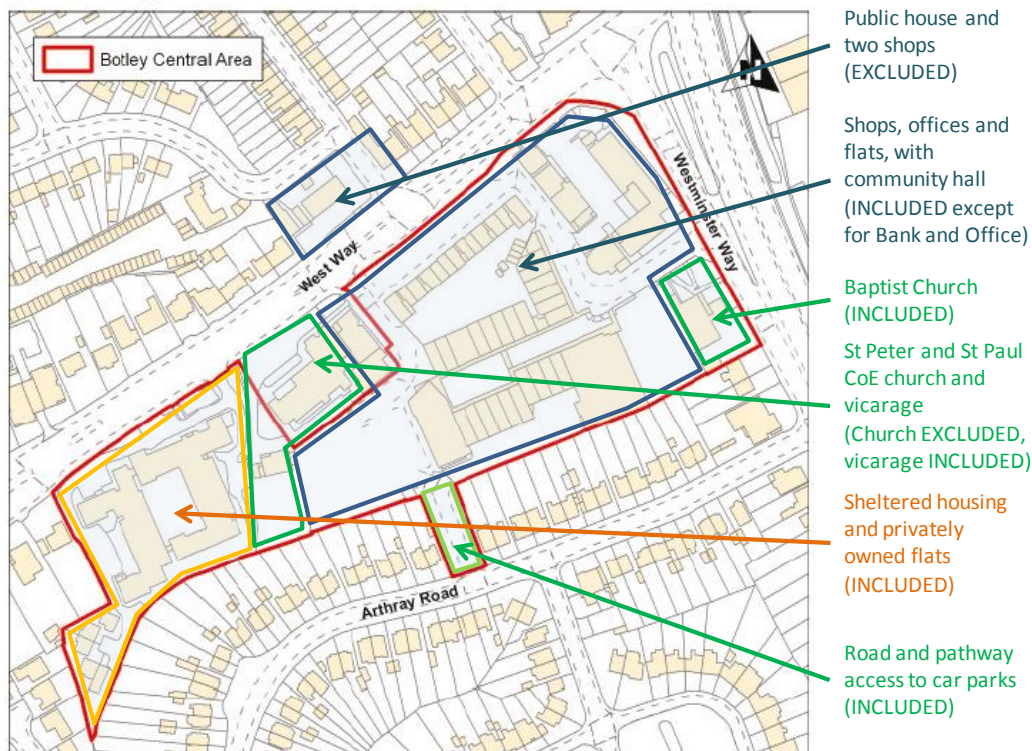 Botley Central Area
West Way
Westminster Way
Arthray Road
Public house and
two shops
(EXCLUDED)
Shops, offices and
flats, with
community hall
(INCLUDED except
for Bank and Office)
Baptist Church
(INCLUDED)
St Peter and St Paul
CoE church and
vicarage
(Church EXCLUDED,
vicarage INCLUDED)
Sheltered housing
and privately
owned flats
(INCLUDED)
Road and pathway
access to car parks
(INCLUDED)